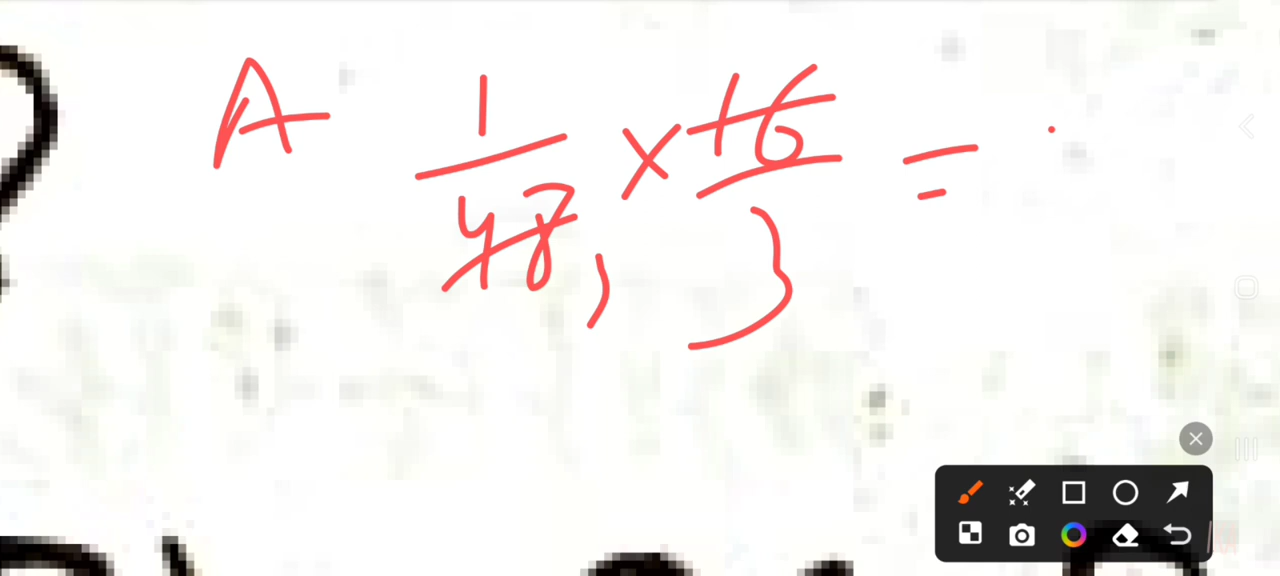 A 1/48 × 16/3 =